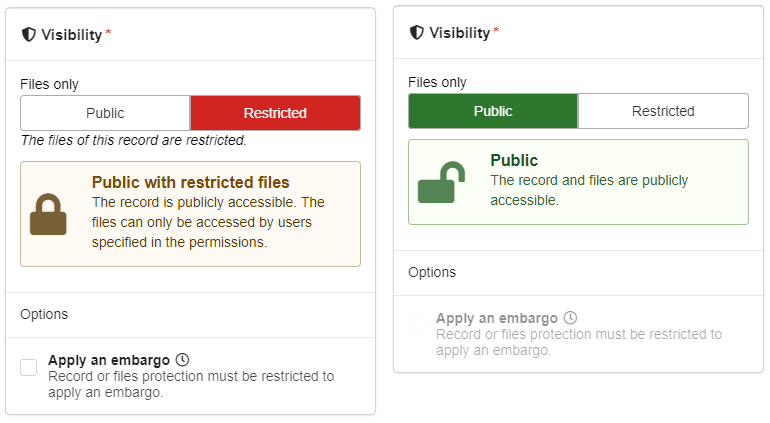 Visibility *
Files only
Public
Restricted
The files of this record are restricted.
Public with restricted files
The record is publicly accessible. The
files can only be accessed by users
specified in the permissions.
Options
Apply an embargo
Record or files protection must be restricted to
apply an embargo.
Visibility *
Files only
Public
Restricted
Public
The record and files are publicly
accessible.
Options
Apply an embargo
Record or files protection must be restricted to
apply an embargo.